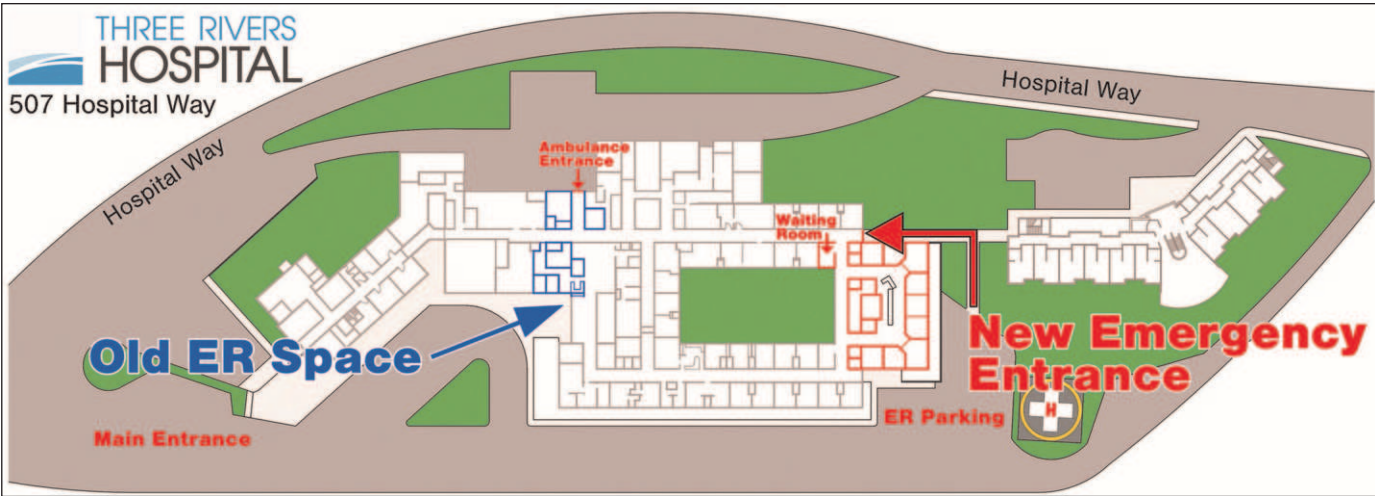 THREE RIVERS
HOSPITAL
507 Hospital Way
Hospital Way
Hospital Way
Ambulance
Entrance
Waiting
Room
Old ER Space
New Emergency
Entrance
Main Entrance
ER Parking
H